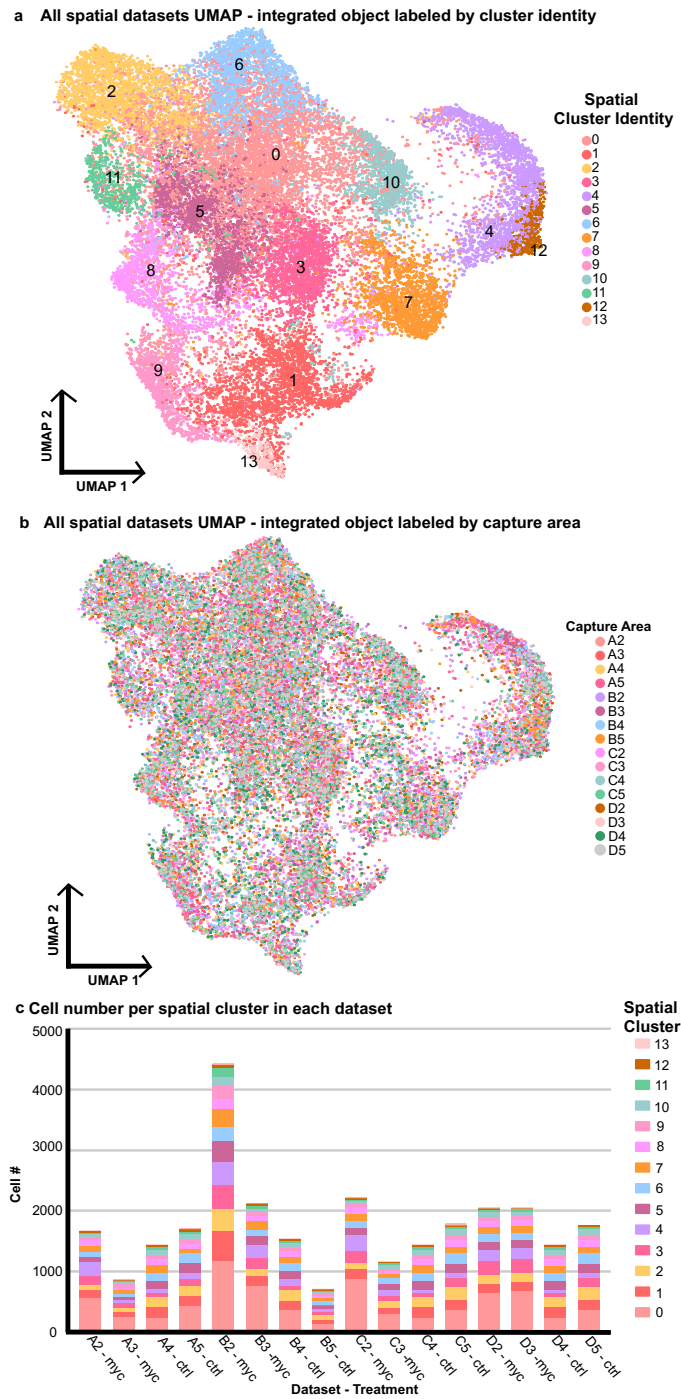 a All spatial datasets UMAP - integrated object labeled by cluster identity
Spatial
Cluster Identity
0
1
2
3
4
5
6
7
8
9
10
11
12
13
6
2
0
11
10
5
4
12
8
3
7
9
1
13
UMAP 2
UMAP 1
b All spatial datasets UMAP - integrated object labeled by capture area
Capture Area
A2
A3
A4
A5
B2
B3
B4
B5
C2
C3
C4
C5
D2
D3
D4
D5
UMAP 2
UMAP 1
c Cell number per spatial cluster in each dataset
Spatial
Cluster
13
12
11
10
9
8
7
6
5
4
3
2
1
0
5000
4000
3000
2000
1000
0
Cell #
A2 - myc
A3 - myc
A4 - ctrl
A5 - ctrl
B2 - myc
B3 -myc
B4 - ctrl
B5 - ctrl
C2 - myc
C3 -myc
C4 - ctrl
C5 - ctrl
D2 - myc
D3 -myc
D4 - ctrl
D5 - ctrl
Dataset - Treatment